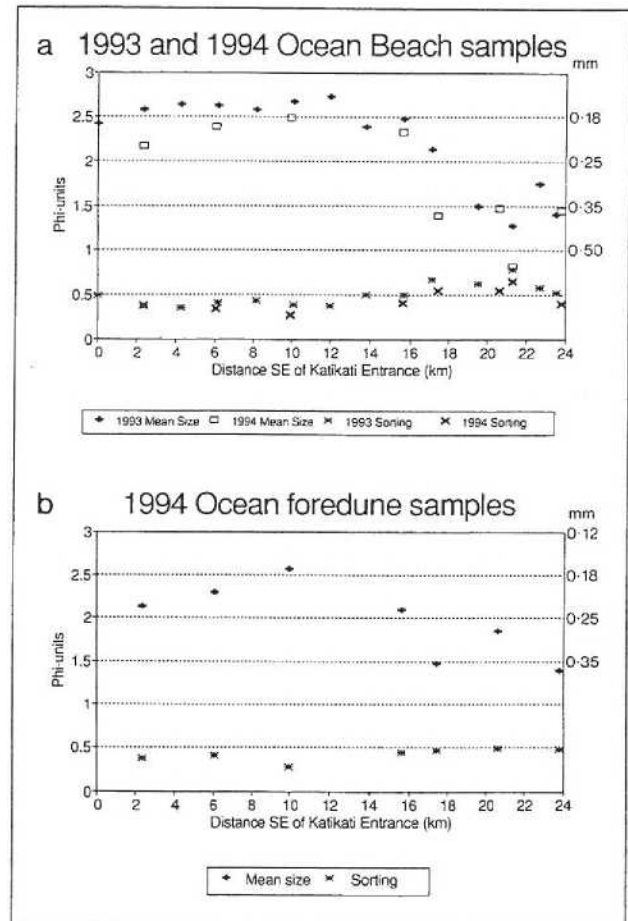 a 1993 and 1994 Ocean Beach samples
mm
3
2.5
2
1.5
1
0.5
0
0·18
0·25
0·35
0·50
Phi-units
0 2 4 6 8 10 12 14 16 18 20 22 24
Distance SE of Katikati Entrance (km)
1993 Mean Size 1994 Mean Size 1993 Sorting 1994 Sorting
b 1994 Ocean foredune samples
mm
3
2.5
2
1.5
1
0.5
0
0·12
0·18
0·25
0·35
Phi-units
0 2 4 6 8 10 12 14 16 18 20 22 24
Distance SE of Katikati Entrance (km)
Mean size Sorting